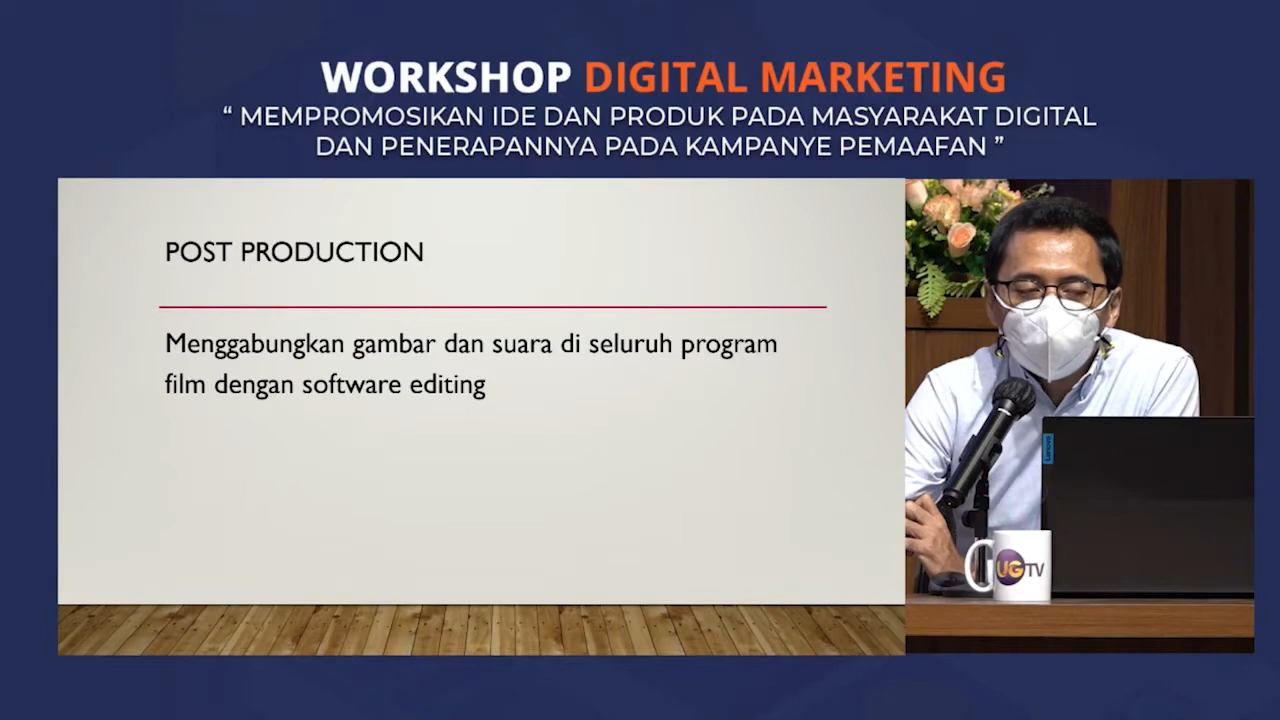 WORKSHOP DIGITAL MARKETING
“ MEMPROMOSIKAN IDE DAN PRODUK PADA MASYARAKAT DIGITAL
DAN PENERAPANNYA PADA KAMPANYE PEMAAFAN ”
POST PRODUCTION
Menggabungkan gambar dan suara di seluruh program
film dengan software editing
Lenovo
UGTV